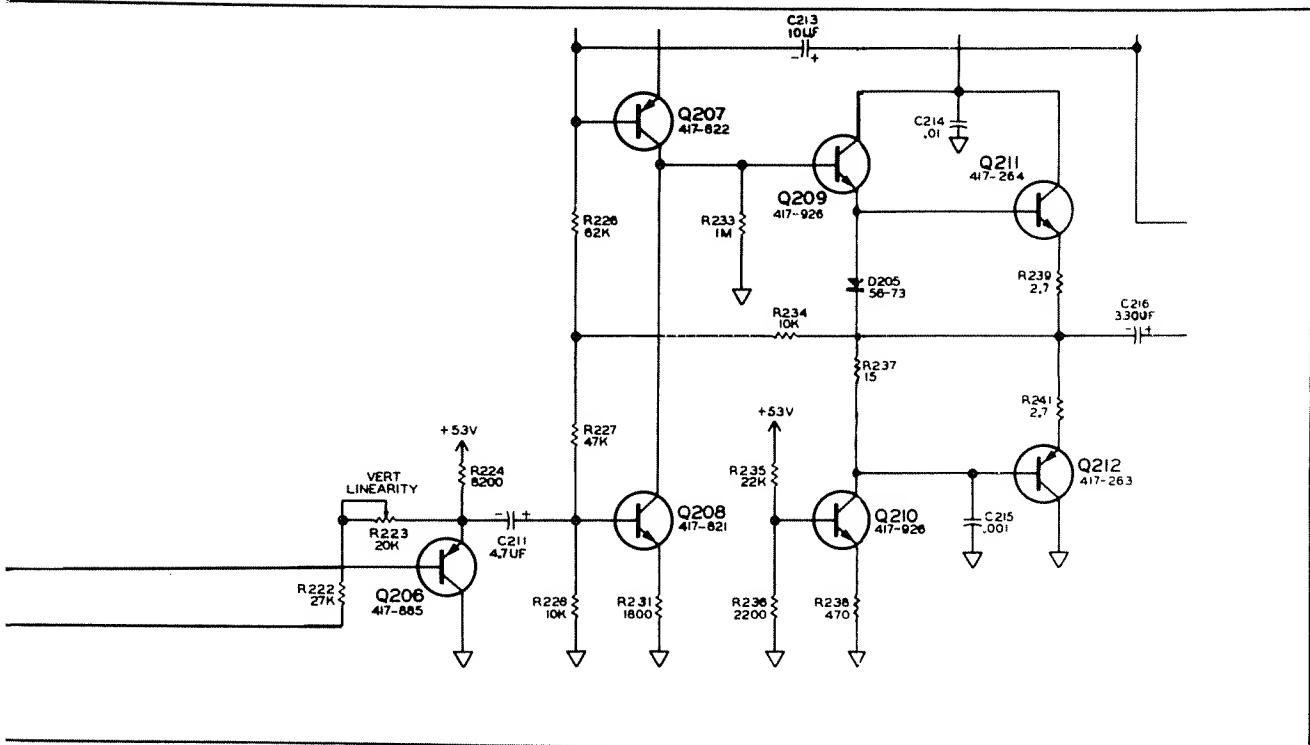 C213
10UF
- +
Q207
417-822
C214
.01
Q211
417-264
Q209
417-926
R226
82K
R233
1M
D205
56-73
R239
2.7
R234
10K
C216
330UF
- +
R237
15
R241
2.7
+53V
R227
47K
+53V
R224
8200
R235
22K
VERT
LINEARITY
Q212
417-263
R223
20K
- +
C211
4.7UF
Q208
417-821
Q210
417-926
C215
.001
R222
27K
Q206
417-885
R228
10K
R231
1800
R236
2200
R238
470